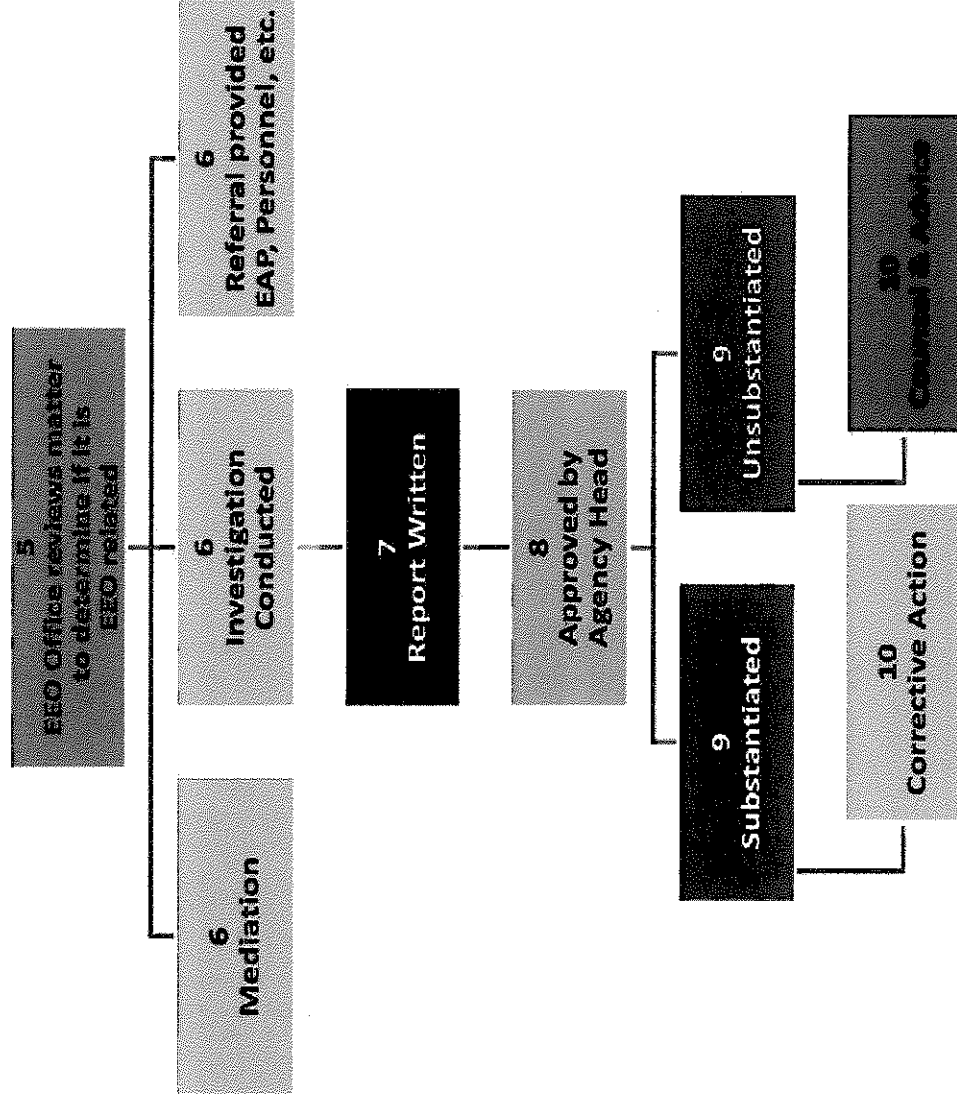 5
EEO Office reviews matter
to determine if it is
EEO related
6
Mediation
6
Investigation
Conducted
6
Referral provided
EAP, Personnel, etc.
7
Report Written
8
Approved by
Agency Head
9
Substantiated
9
Unsubstantiated
10
Corrective Action
10
Counsel & Advice